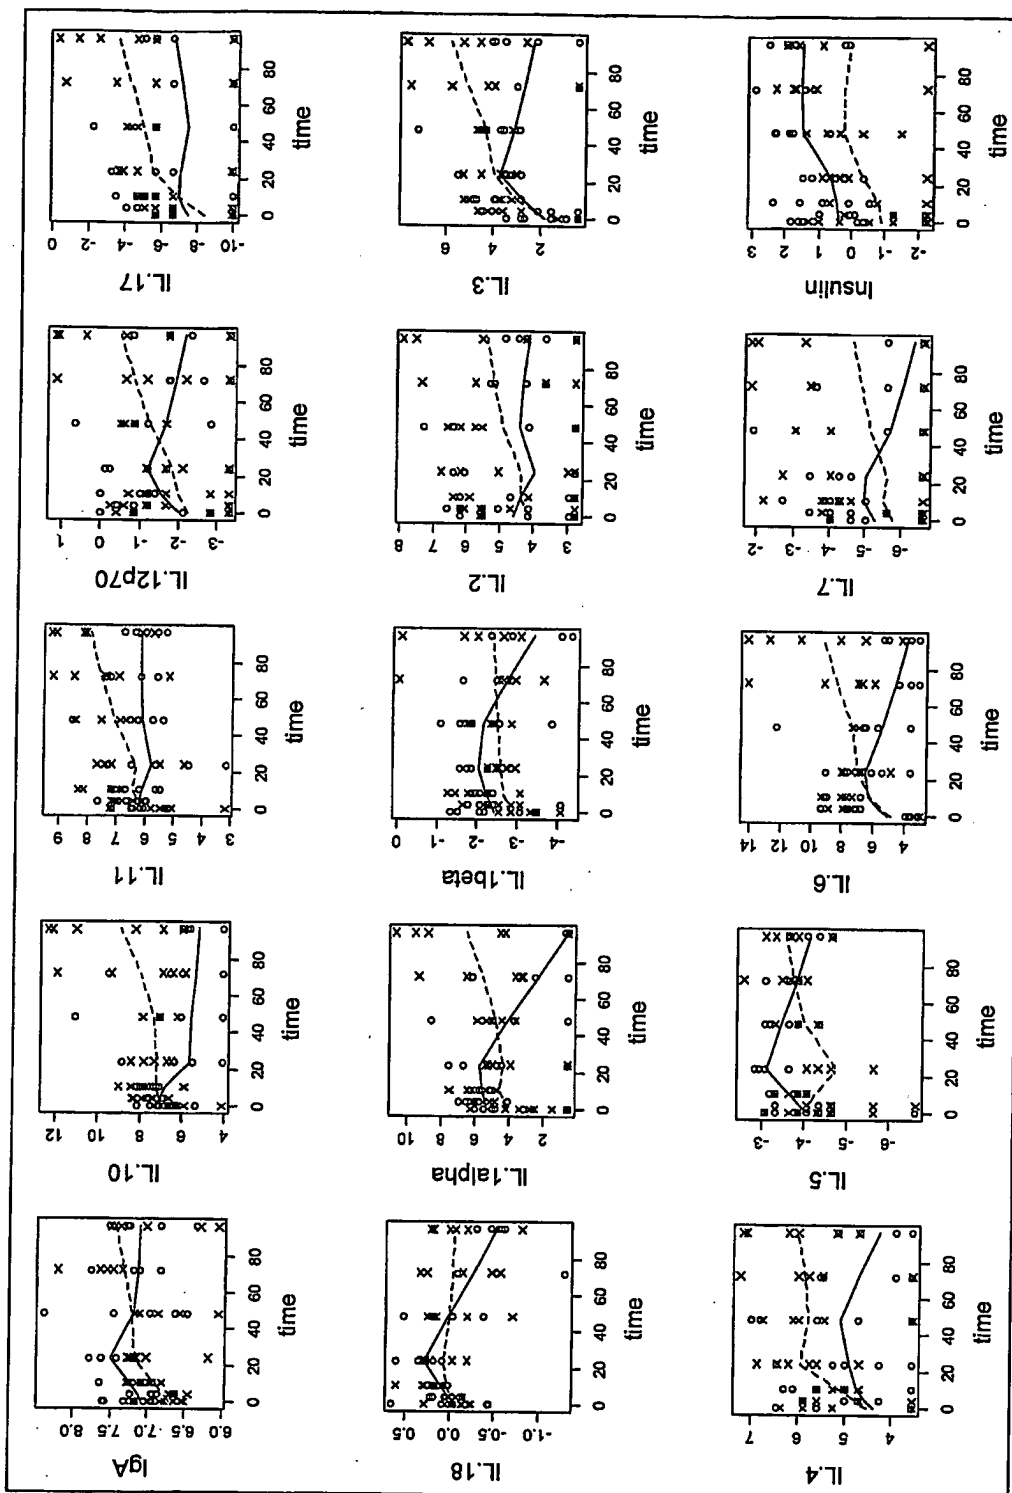 IgA
8.0 7.5 7.0 6.5 6.0
0 20 40 60 80
time
IL.10
12 10 8 6 4
0 20 40 60 80
time
IL.11
9 8 7 6 5 4 3
0 20 40 60 80
time
IL.12p70
1 0 -1 -2 -3
0 20 40 60 80
time
IL.17
0 -2 -4 -6 -8 -10
0 20 40 60 80
time
IL.18
0.5 0.0 -0.5 -1.0
0 20 40 60 80
time
IL.1alpha
10 8 6 4 2
0 20 40 60 80
time
IL.1beta
0 -1 -2 -3 -4
0 20 40 60 80
time
IL.2
8 7 6 5 4 3
0 20 40 60 80
time
IL.3
6 4 2
0 20 40 60 80
time
IL.4
7 6 5 4
0 20 40 60 80
time
IL.5
-3 -4 -5 -6
0 20 40 60 80
time
IL.6
14 12 10 8 6 4
0 20 40 60 80
time
IL.7
-2 -3 -4 -5 -6
0 20 40 60 80
time
Insulin
3 2 1 0 -1 -2
0 20 40 60 80
time